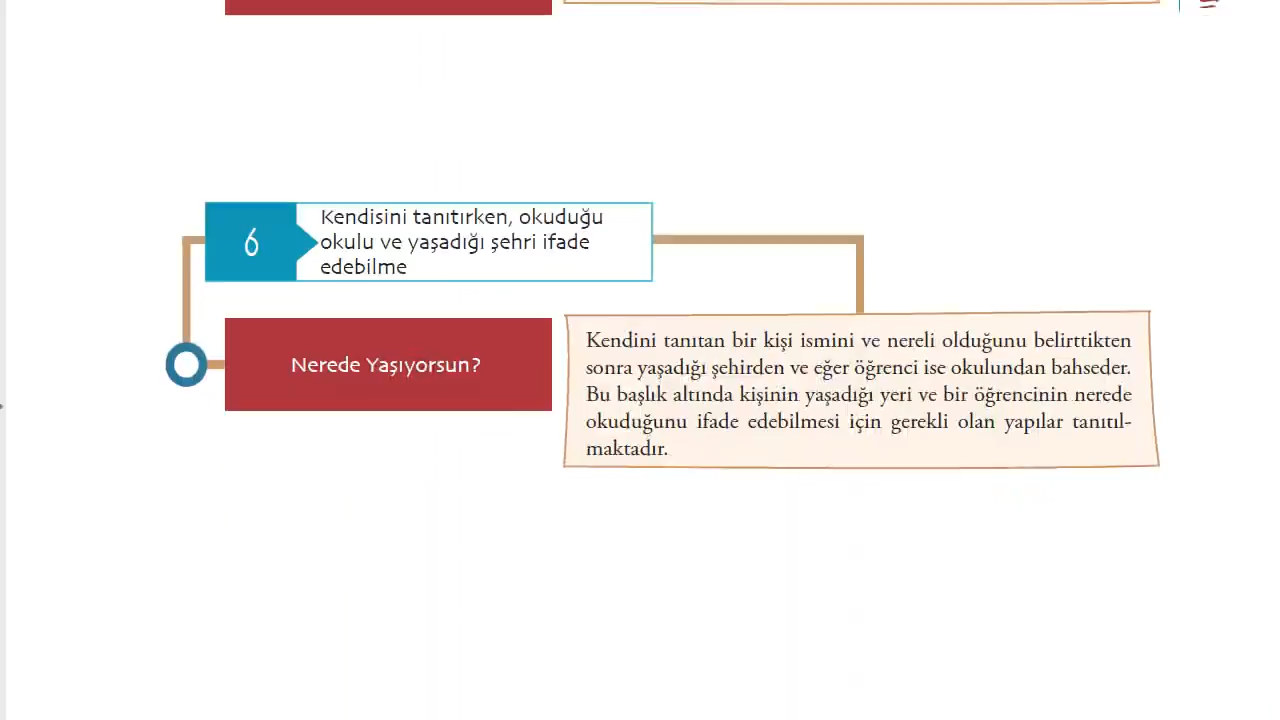 6
Kendisini tanıtırken, okuduğu
okulu ve yaşadığı şehri ifade
edebilme
Nerede Yaşıyorsun?
Kendini tanıtan bir kişi ismini ve nereli olduğunu belirttikten
sonra yaşadığı şehirden ve eğer öğrenci ise okulundan bahseder.
Bu başlık altında kişinin yaşadığı yeri ve bir öğrencinin nerede
okuduğunu ifade edebilmesi için gerekli olan yapılar tanıtıl-
maktadır.